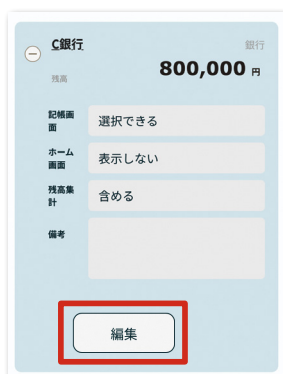 C銀行
銀行
残高
800,000 円
記帳画
面
選択できる
ホーム
画面
表示しない
残高集
計
含める
備考
編集